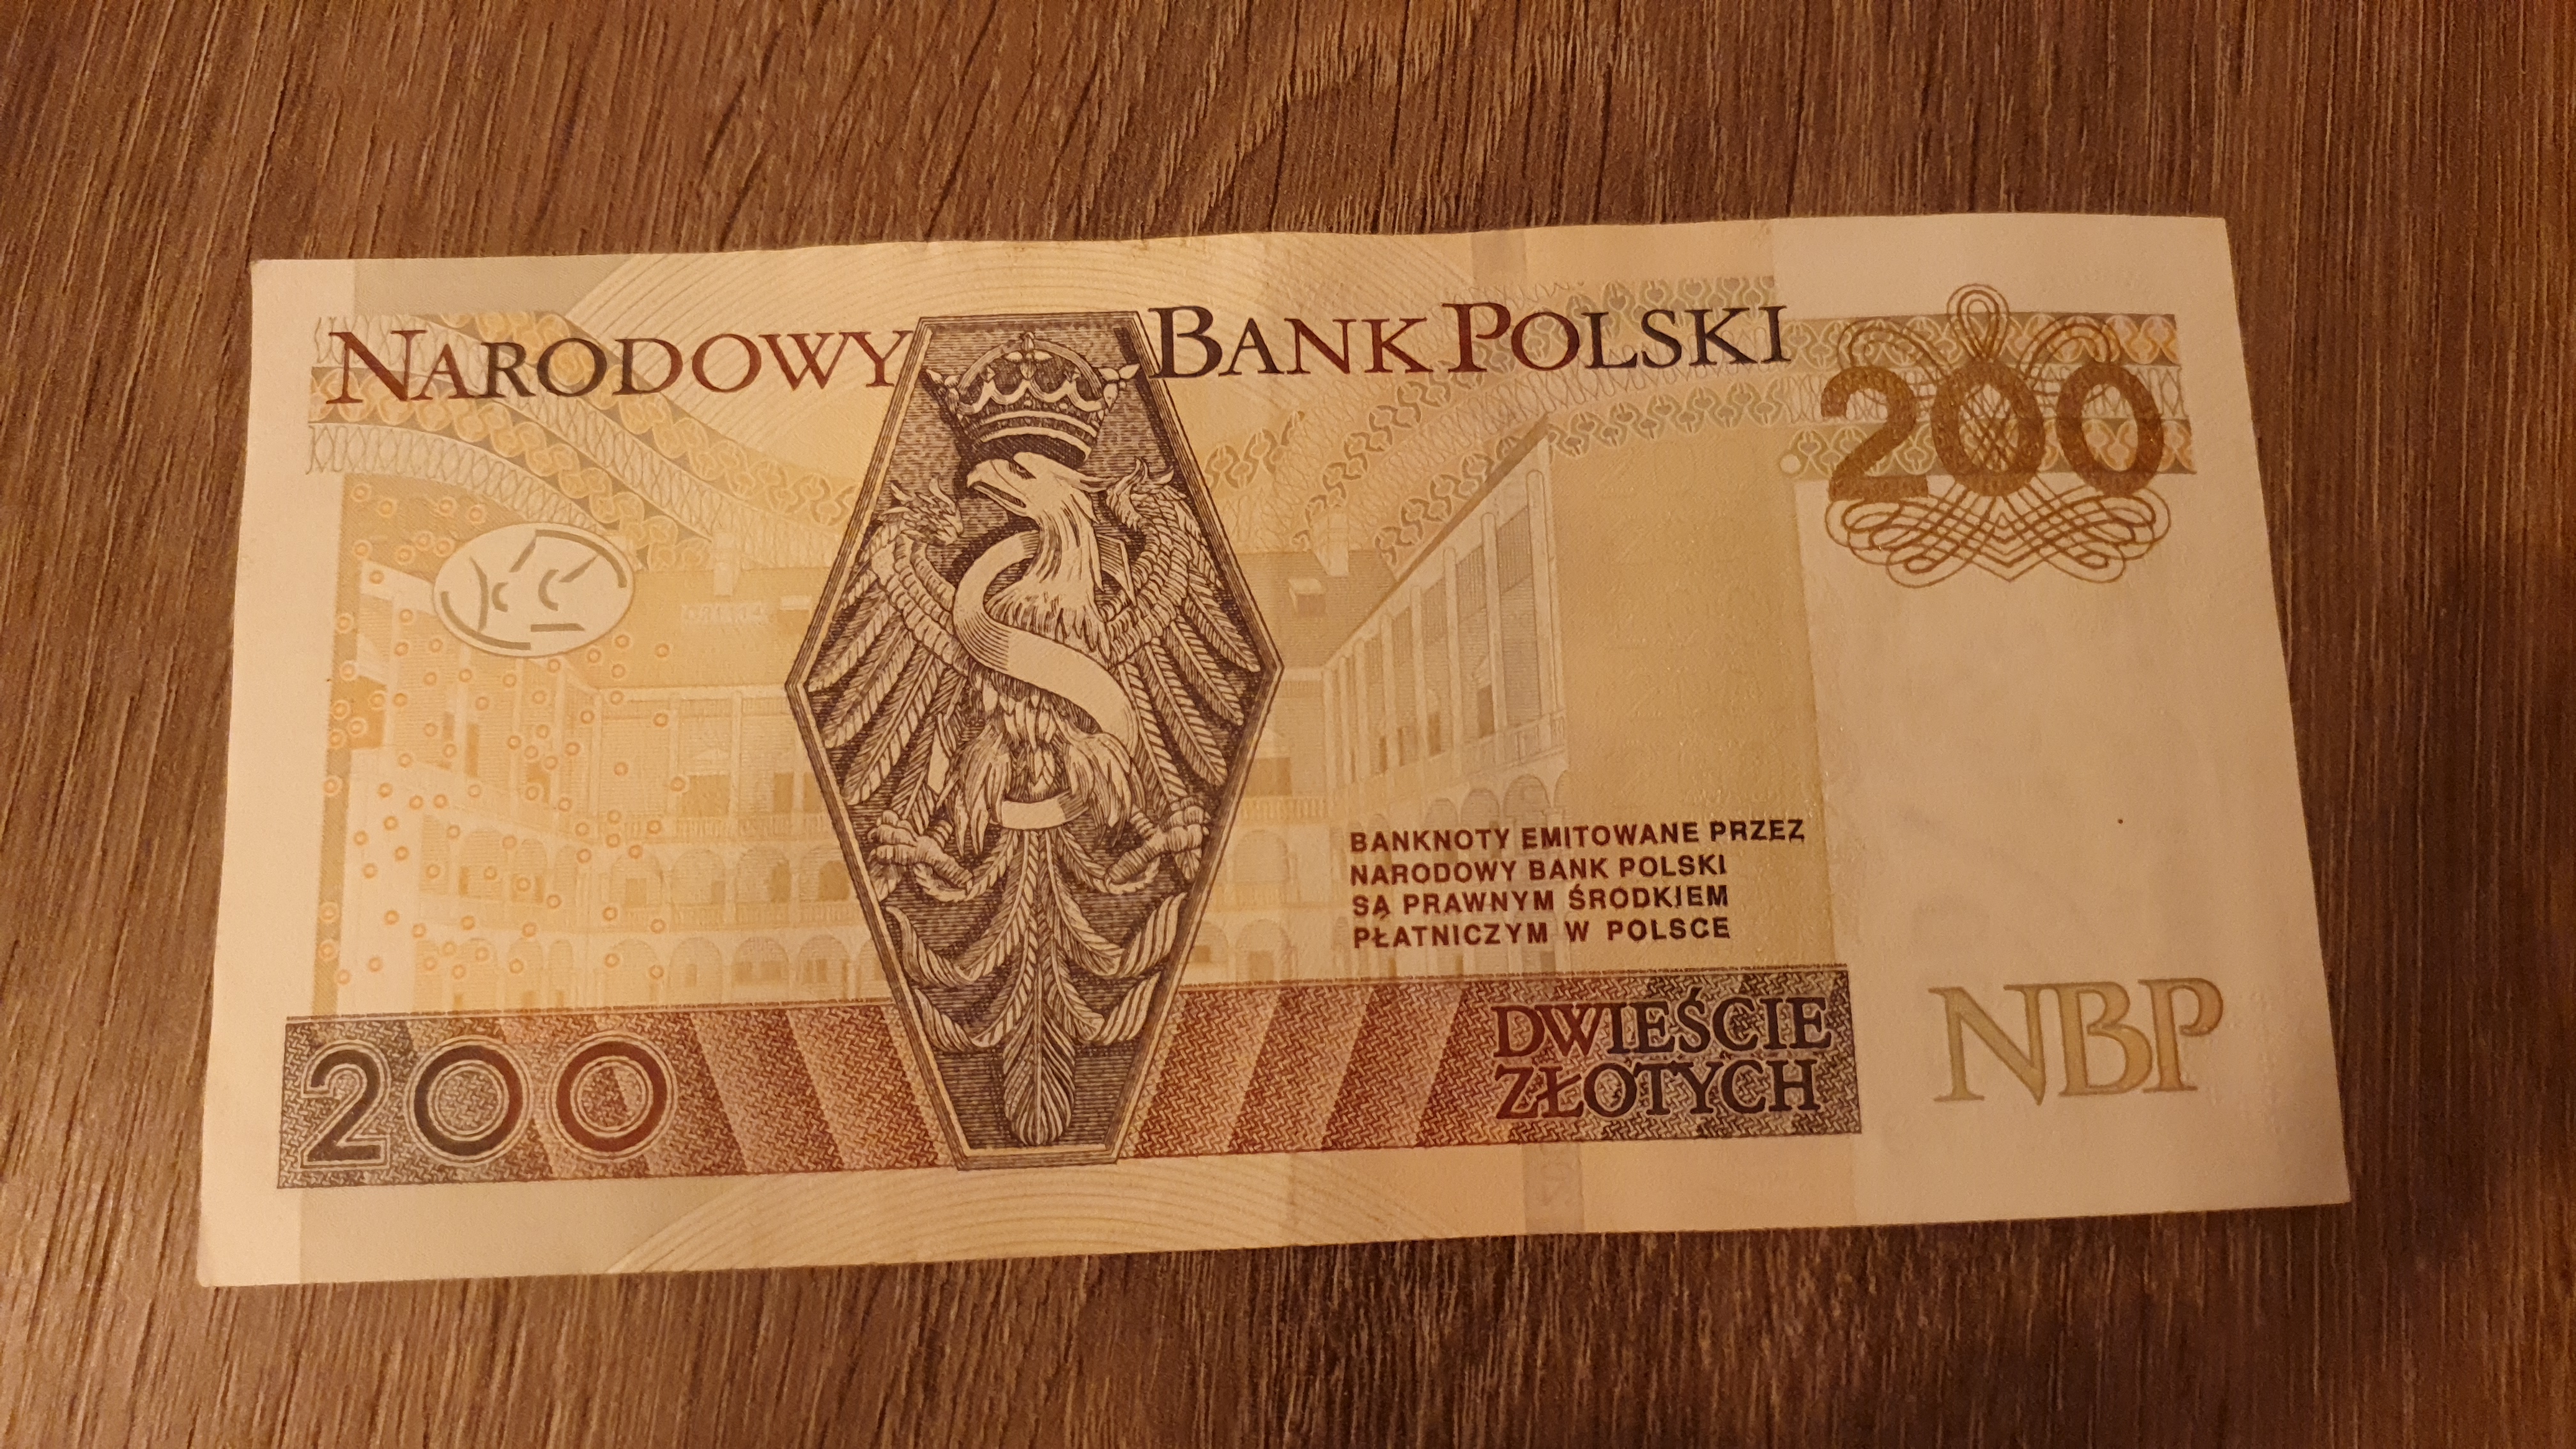 NARODOWY BANK POLSKI
200
BANKNOTY EMITOWANE PRZEZ
NARODOWY BANK POLSKI
SĄ PRAWNYM ŚRODKIEM
PŁATNICZYM W POLSCE
200
DWIEŚCIE
ZŁOTYCH
NBP